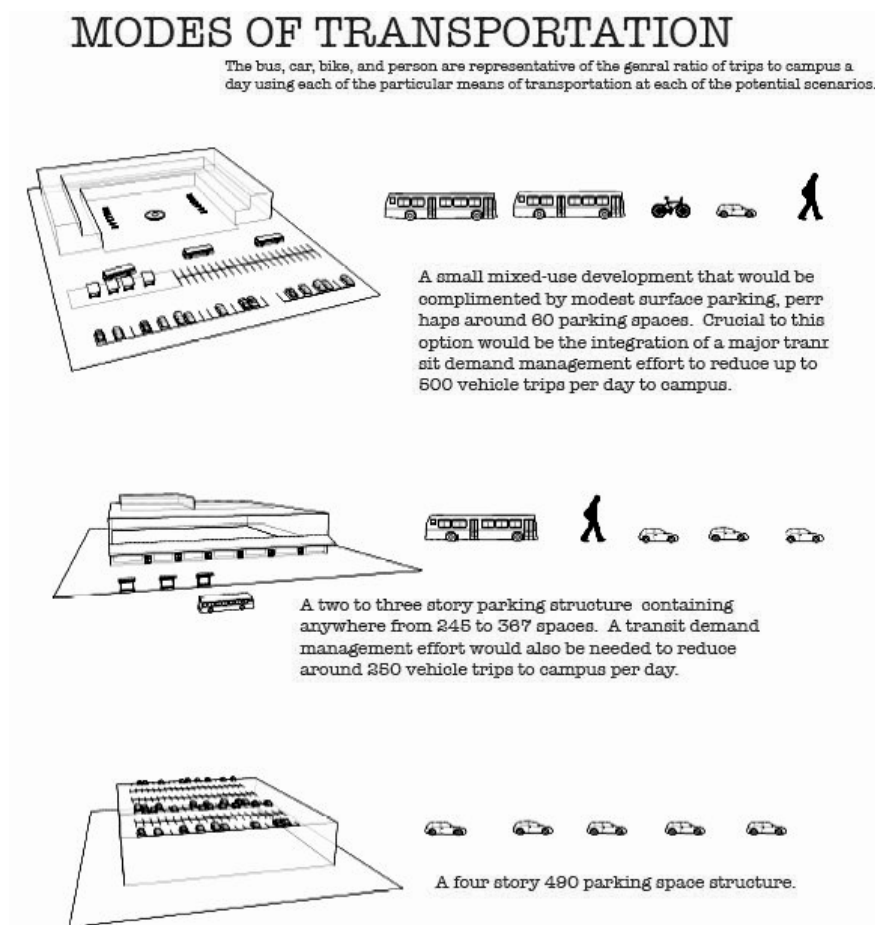 MODES OF TRANSPORTATION
The bus, car, bike, and person are representative of the genral ratio of trips to campus a
day using each of the particular means of transportation at each of the potential scenarios.
A small mixed-use development that would be
complimented by modest surface parking, perr
haps around 60 parking spaces. Crucial to this
option would be the integration of a major tranr
sit demand management effort to reduce up to
500 vehicle trips per day to campus.
A two to three story parking structure containing
anywhere from 245 to 367 spaces. A transit demand
management effort would also be needed to reduce
around 250 vehicle trips to campus per day.
A four story 490 parking space structure.